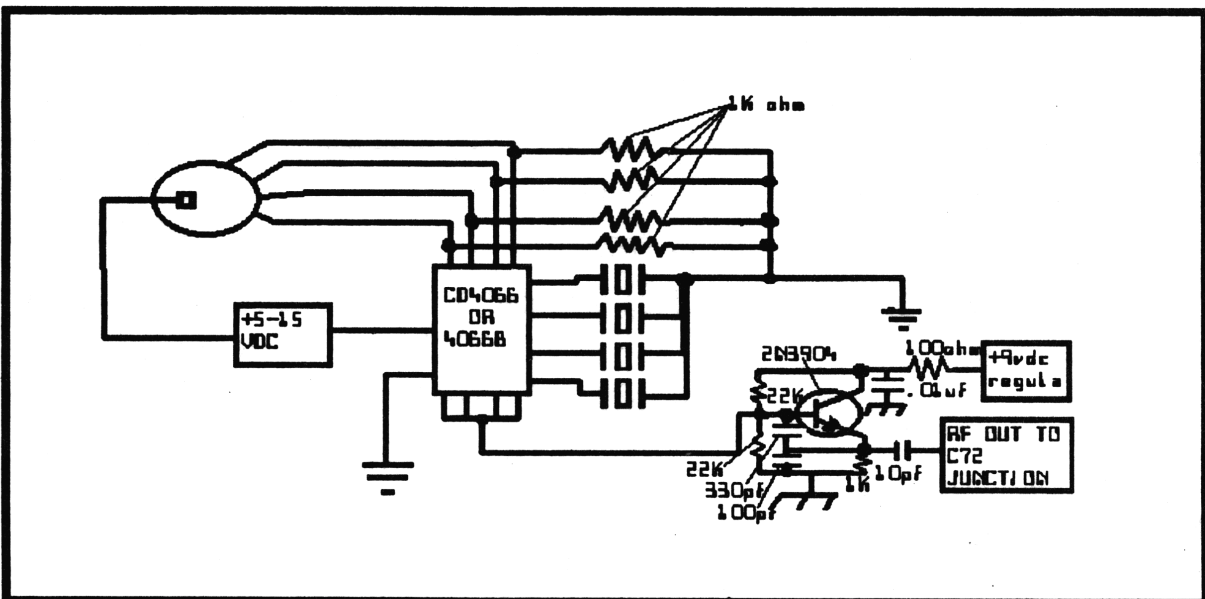 1K ohm
CD4066
OR
4066B
+5-15
VDC
2N3904
100ohm
+9vdc
regula
.01uf
22K
22K
330pf
100pf
1K
10pf
RF OUT TO
C72
JUNCTION